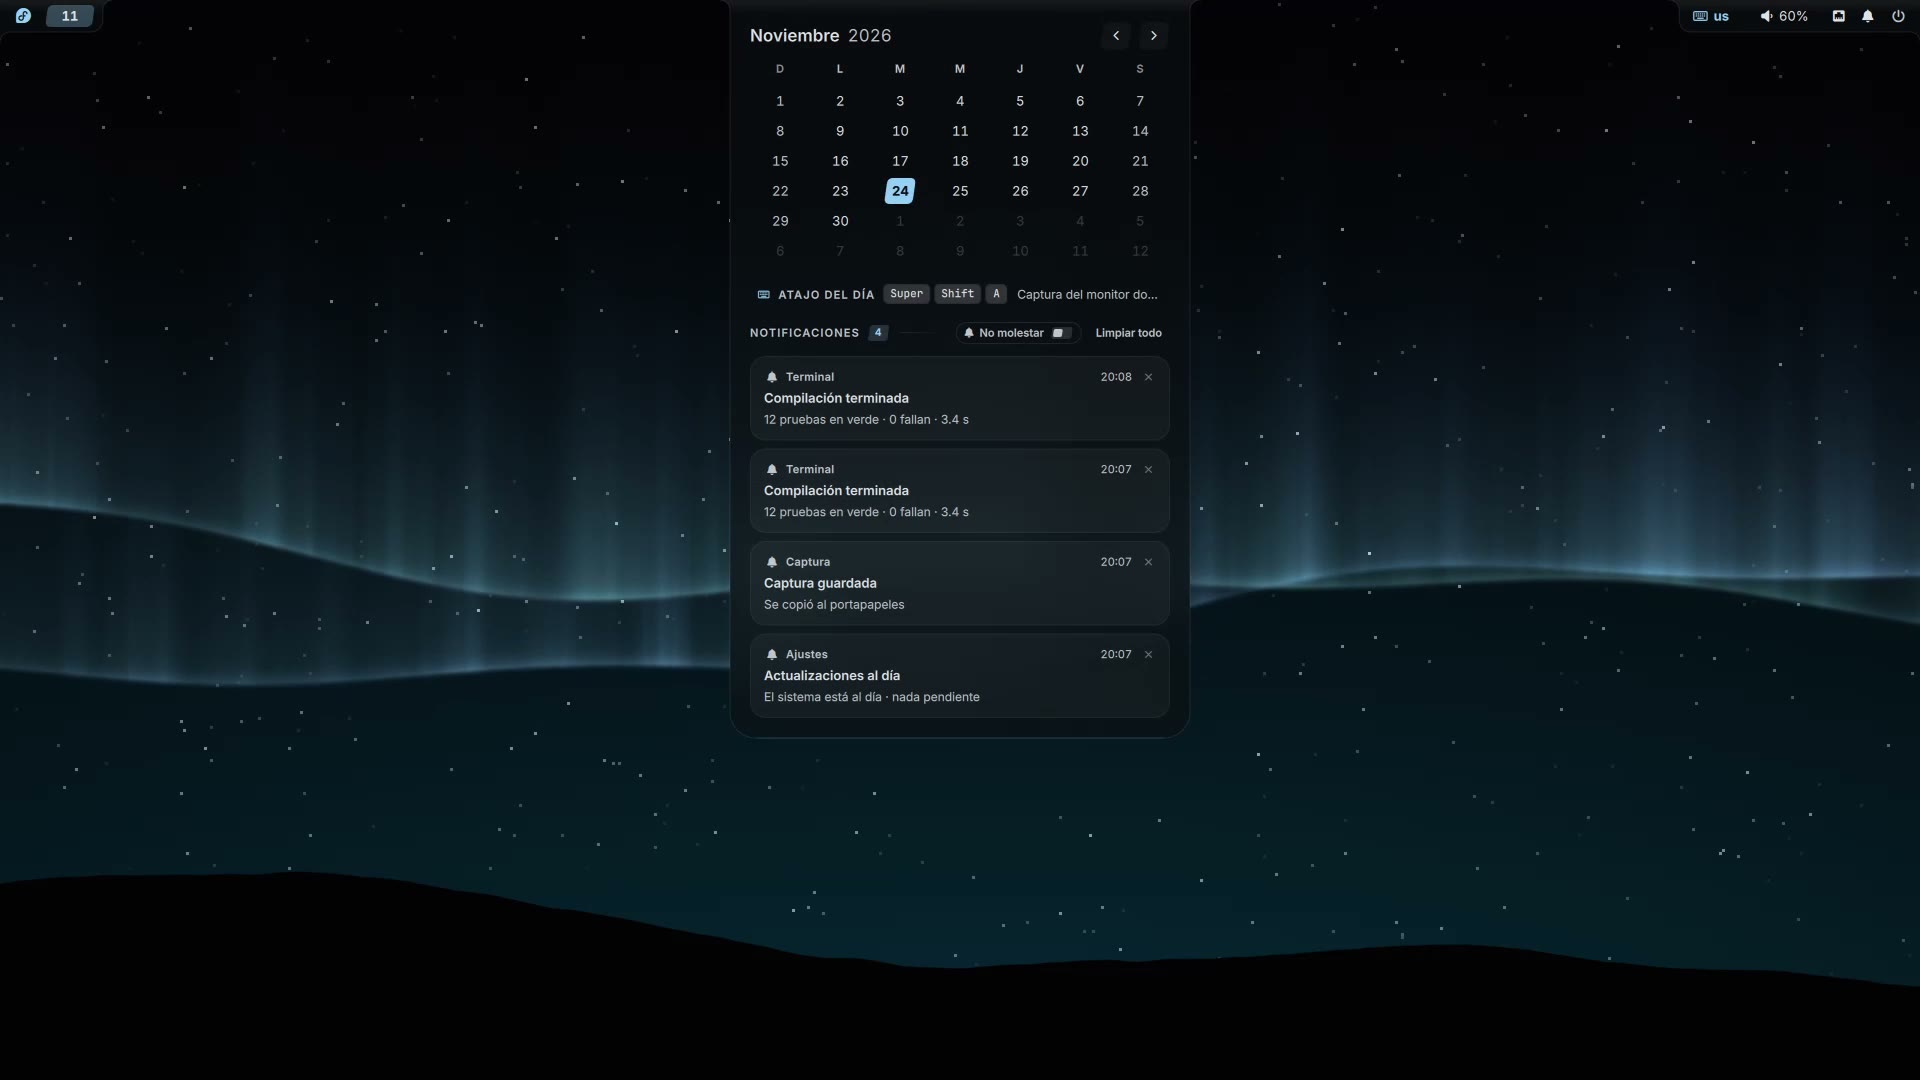 11
us 60%
Noviembre 2026
D L M M J V S
1 2 3 4 5 6 7
8 9 10 11 12 13 14
15 16 17 18 19 20 21
22 23 24 25 26 27 28
29 30 1 2 3 4 5
6 7 8 9 10 11 12
ATAJO DEL DÍA Super Shift A Captura del monitor do...
NOTIFICACIONES 4 No molestar Limpiar todo
Terminal 20:08
Compilación terminada
12 pruebas en verde · 0 fallan · 3.4 s
Terminal 20:07
Compilación terminada
12 pruebas en verde · 0 fallan · 3.4 s
Captura 20:07
Captura guardada
Se copió al portapapeles
Ajustes 20:07
Actualizaciones al día
El sistema está al día · nada pendiente